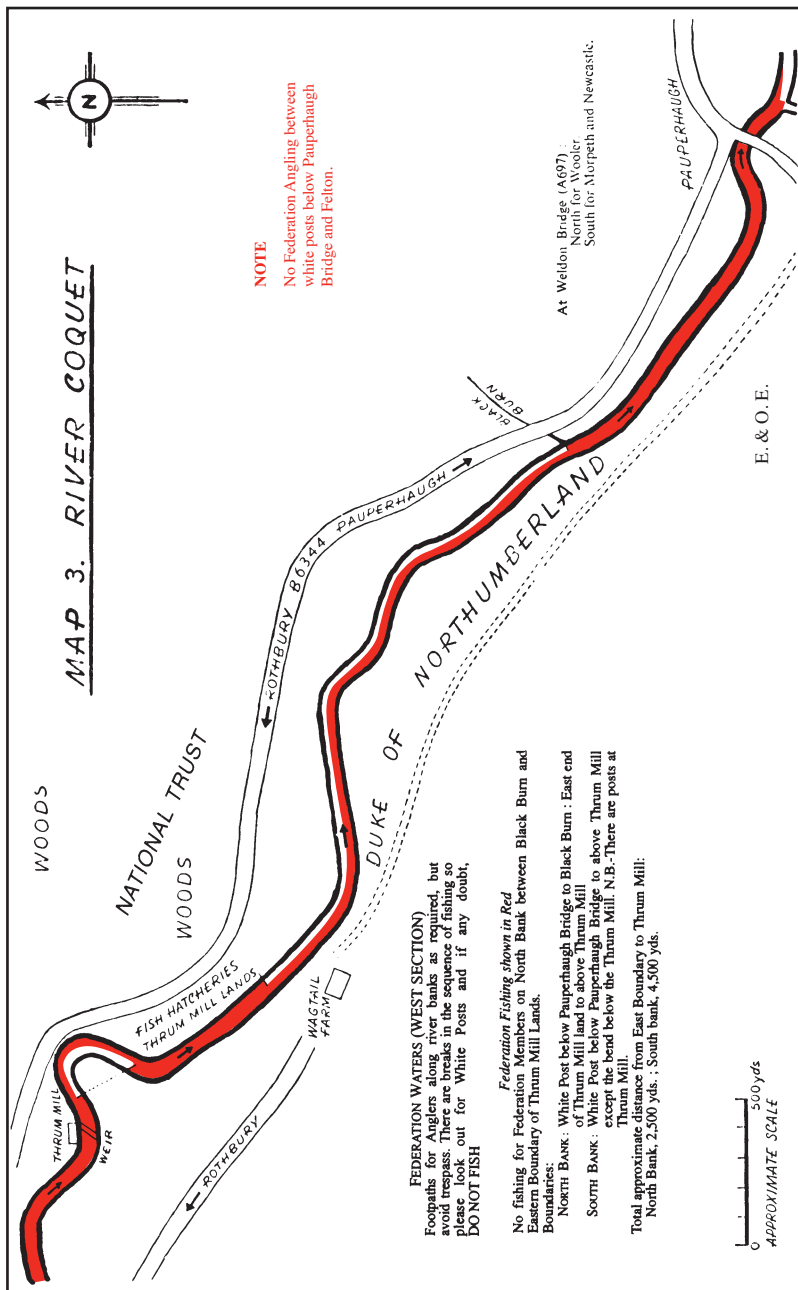 MAP 3. RIVER COQUET
N
NOTE
No Federation Angling between
white posts below Pauperhaugh
Bridge and Felton.
WOODS
NATIONAL TRUST
WOODS
ROTHBURY B6344 PAUPERHAUGH
BLACK
BURN
PAUPERHAUGH
At Weldon Bridge (A697) :
North for Wooler
South for Morpeth and Newcastle.
THRUM MILL
WEIR
FISH HATCHERIES
THRUM MILL LANDS
ROTHBURY
WAGTAIL
FARM
DUKE OF NORTHUMBERLAND
FEDERATION WATERS (WEST SECTION)
Footpaths for Anglers along river banks as required, but
avoid trespass. There are breaks in the sequence of fishing so
please look out for White Posts and if any doubt,
DO NOT FISH
Federation Fishing shown in Red
No fishing for Federation Members on North Bank between Black Burn and
Eastern Boundary of Thrum Mill Lands.
Boundaries:
NORTH BANK: White Post below Pauperhaugh Bridge to Black Burn : East end
of Thrum Mill land to above Thrum Mill
SOUTH BANK: White Post below Pauperhaugh Bridge to above Thrum Mill
except the bend below the Thrum Mill. N.B.-There are posts at
Thrum Mill.
Total approximate distance from East Boundary to Thrum Mill:
North Bank, 2,500 yds. ; South bank, 4,500 yds.
E. & O.E.
0 500 yds
APPROXIMATE SCALE